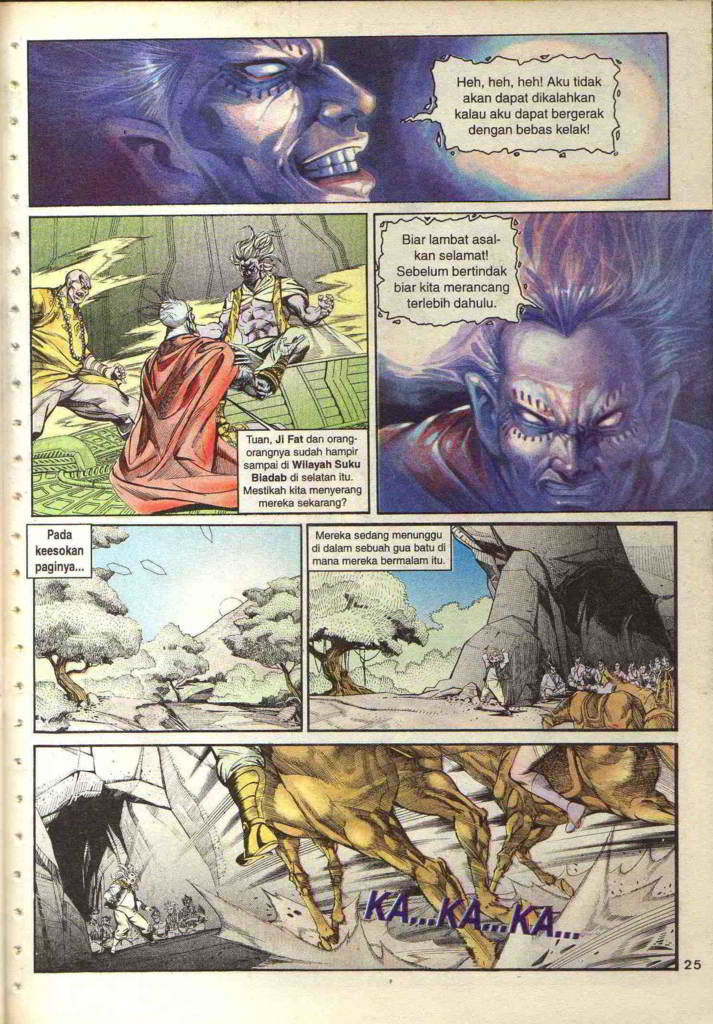 Heh, heh, heh! Aku tidak
akan dapat dikalahkan
kalau aku dapat bergerak
dengan bebas kelak!
Tuan, Ji Fat dan orang-
orangnya sudah hampir
sampai di Wilayah Suku
Biadab di selatan itu.
Mestikah kita menyerang
mereka sekarang?
Biar lambat asal-
kan selamat!
Sebelum bertindak
biar kita merancang
terlebih dahulu.
Pada
keesokan
paginya...
Mereka sedang menunggu
di dalam sebuah gua batu di
mana mereka bermalam itu.
KA...KA...KA...
25